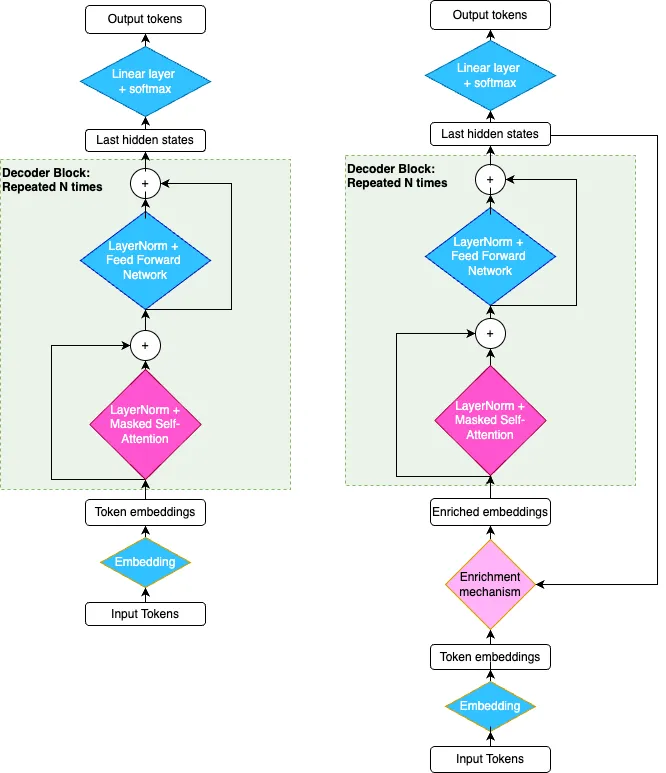 Output tokens
Linear layer
+ softmax
Last hidden states
Decoder Block:
Repeated N times
+
LayerNorm +
Feed Forward
Network
+
LayerNorm +
Masked Self-
Attention
Token embeddings
Embedding
Input Tokens
Output tokens
Linear layer
+ softmax
Last hidden states
Decoder Block:
Repeated N times
+
LayerNorm +
Feed Forward
Network
+
LayerNorm +
Masked Self-
Attention
Enriched embeddings
Enrichment
mechanism
Token embeddings
Embedding
Input Tokens